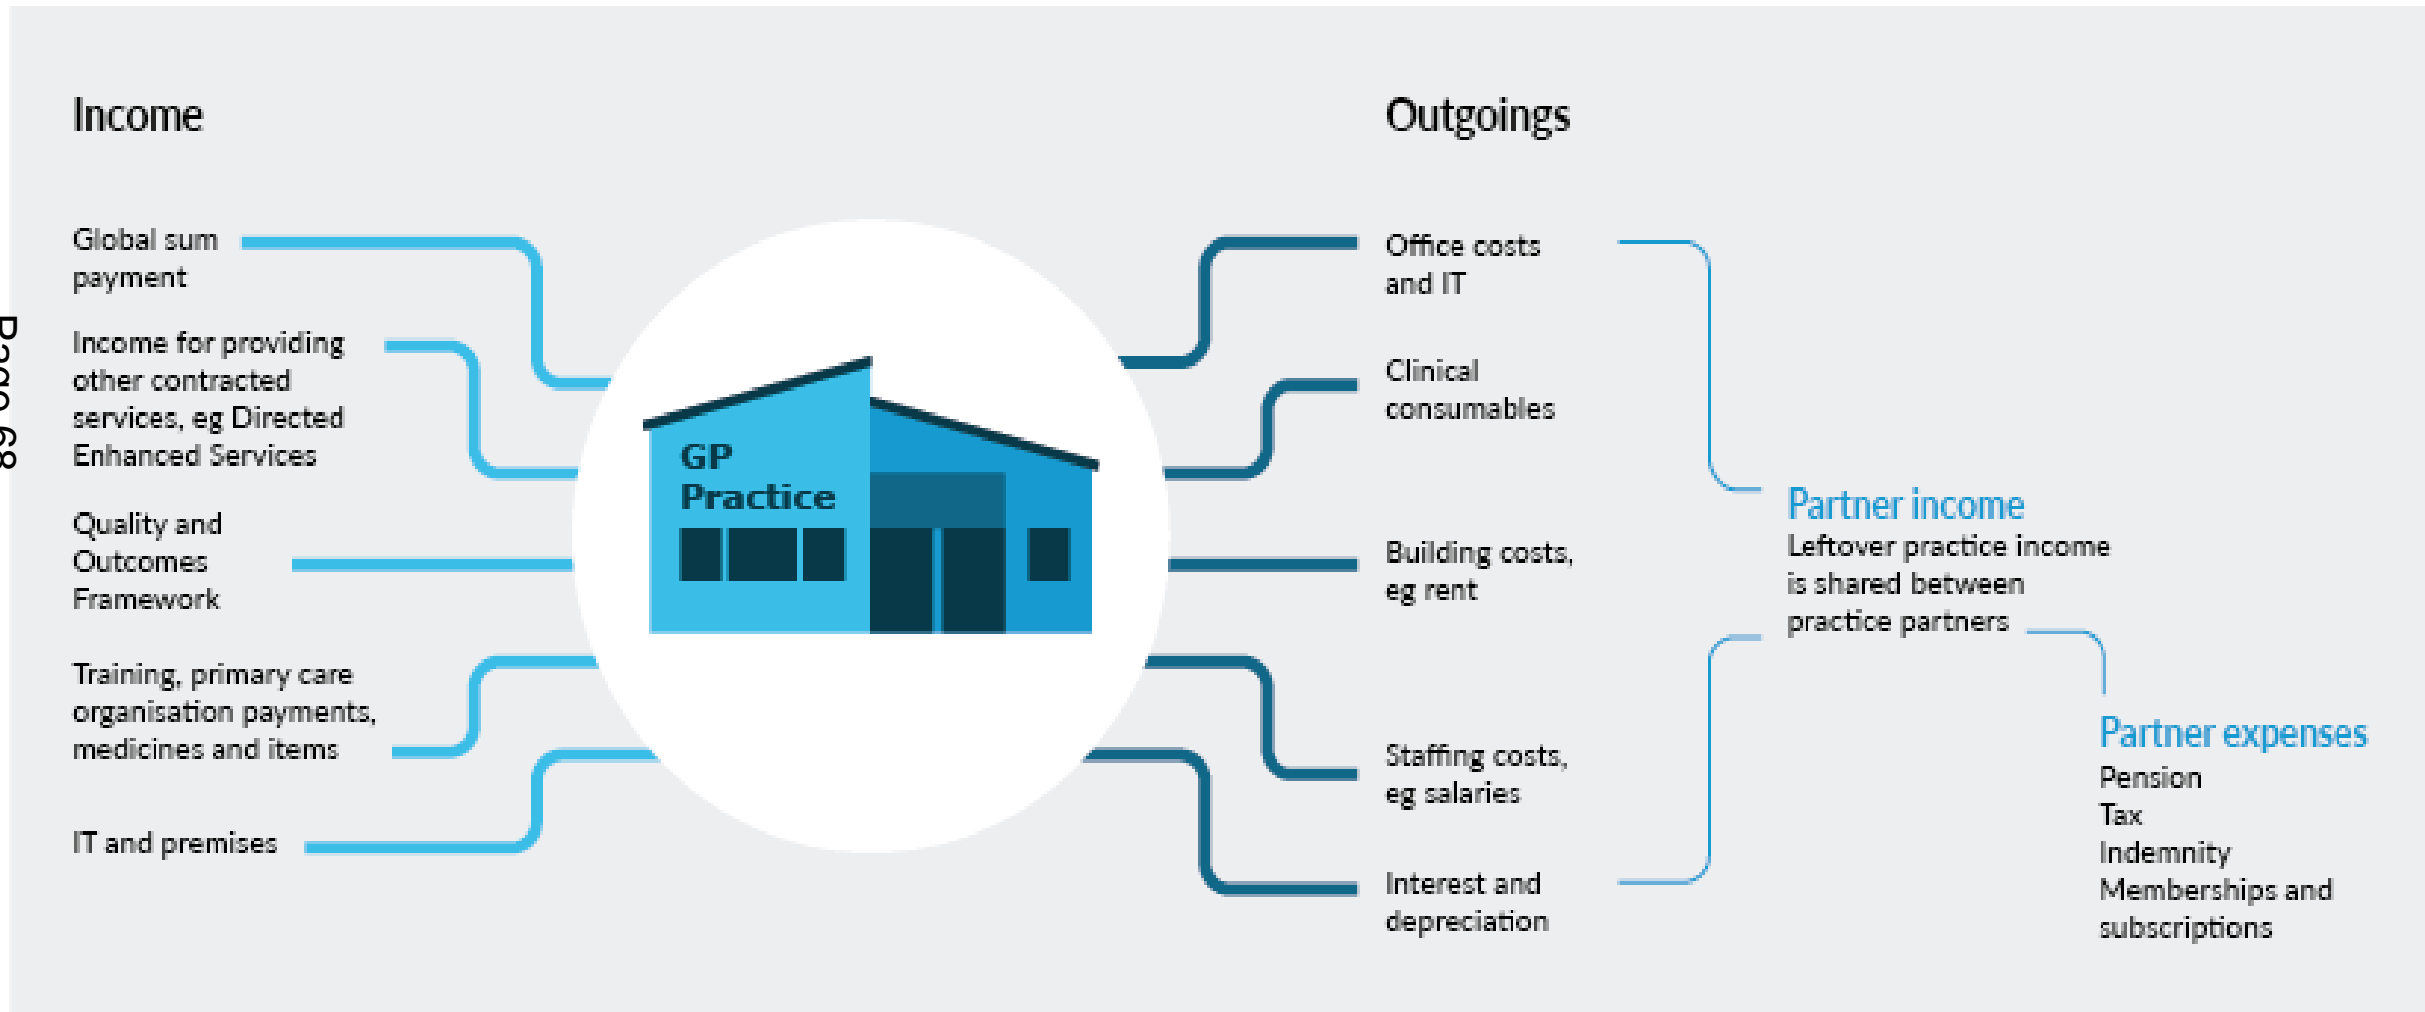 Income
Global sum
payment
Income for providing
other contracted
services, eg Directed
Enhanced Services
Quality and
Outcomes
Framework
Training, primary care
organisation payments,
medicines and items
IT and premises
GP
Practice
Outgoings
Office costs
and IT
Clinical
consumables
Building costs,
eg rent
Staffing costs,
eg salaries
Interest and
depreciation
Partner income
Leftover practice income
is shared between
practice partners
Partner expenses
Pension
Tax
Indemnity
Memberships and
subscriptions
Page 68